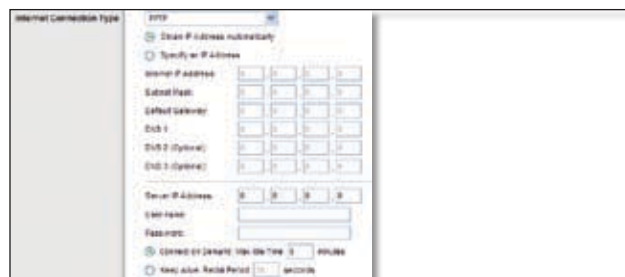 Internet Connection Type PPTP
Obtain IP Address Automatically
Specify an IP Address
Internet IP Address:
Subnet Mask:
Default Gateway:
DNS 1:
DNS 2 (Optional):
DNS 3 (Optional):
Server IP Address:
User Name:
Password:
Connect on Demand: Max Idle Time minutes
Keep Alive: Redial Period seconds